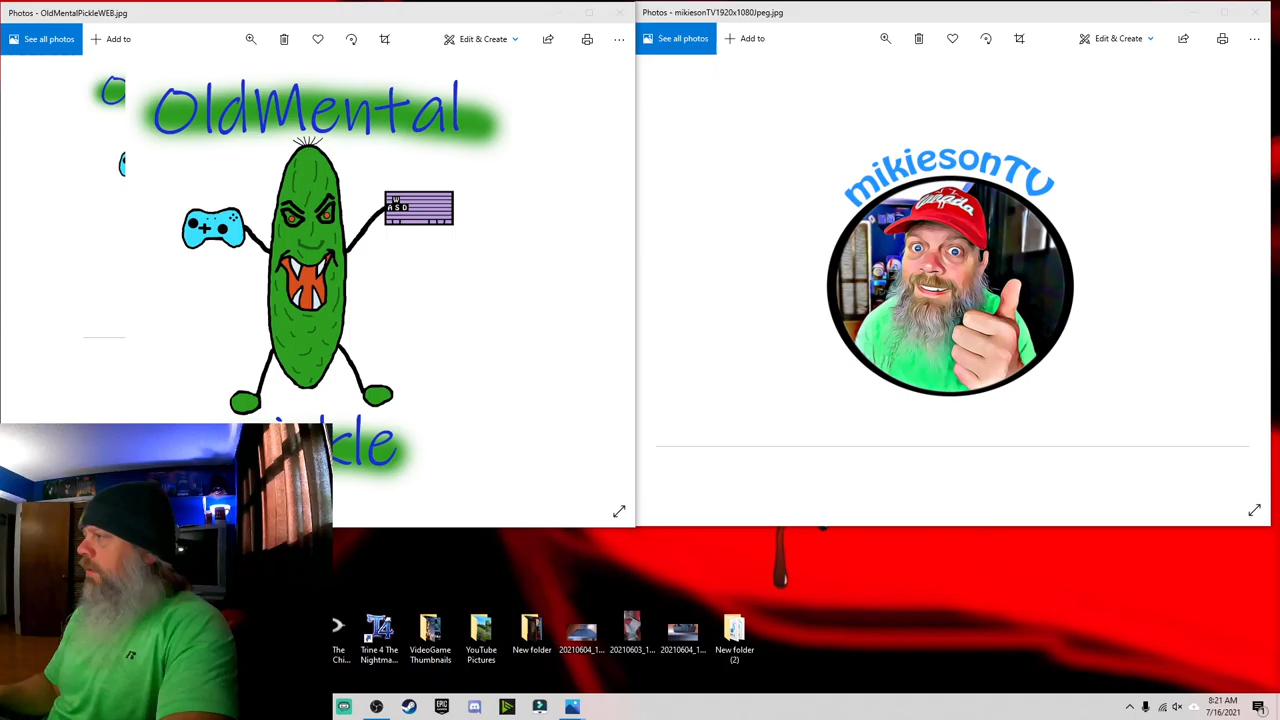 Photos - OldMentalPickleWEB.jpg
See all photos
Add to
Edit & Create
OldMental
W
A S D
kle
Photos - mikiesonTV1920x1080Jpeg.jpg
See all photos
Add to
Edit & Create
mikiesonTV
Canada
The Chi...
Trine 4 The Nightma...
VideoGame Thumbnails
YouTube Pictures
New folder
20210604_1...
20210603_1...
20210604_1...
New folder (2)
EPIC
8:21 AM
7/16/2021